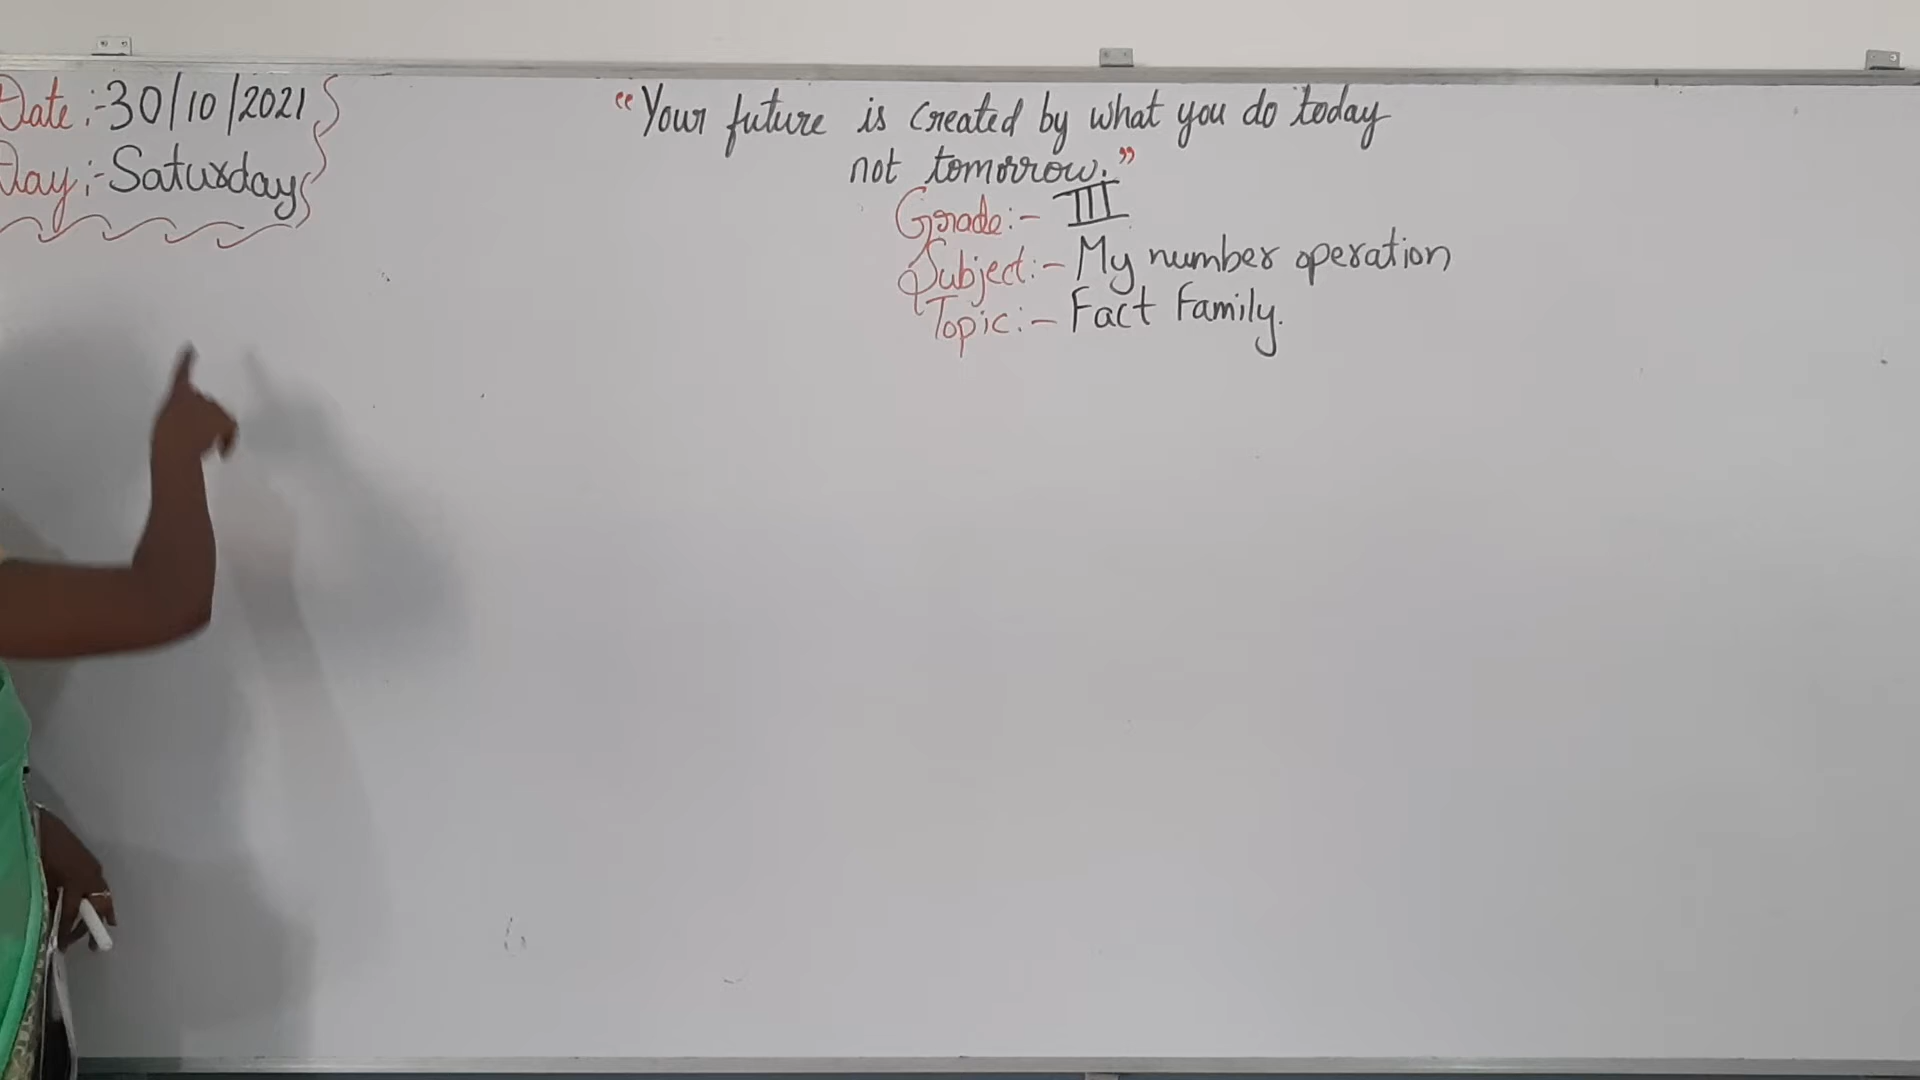 Date:-30/10/2021
Day:-Saturday
"Your future is created by what you do today
not tomorrow."
Grade:- III
Subject:- My number operation
Topic:- Fact Family.